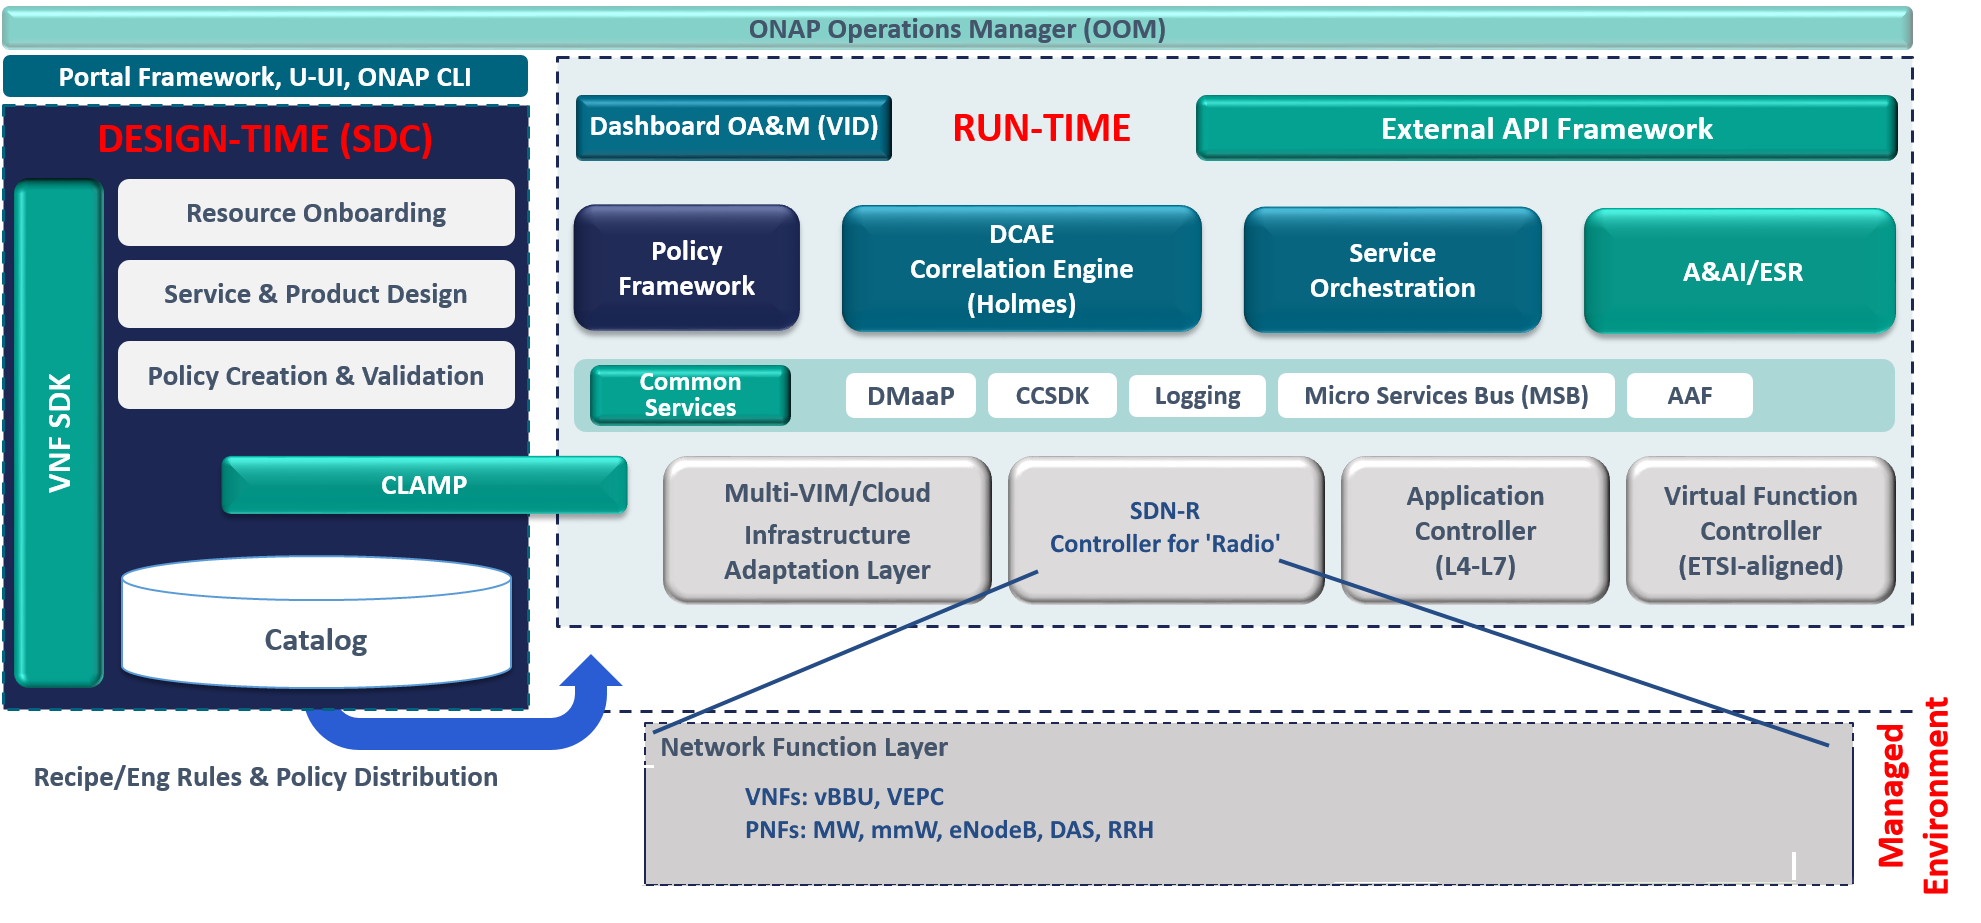 ONAP Operations Manager (OOM)
Portal Framework, U-UI, ONAP CLI
DESIGN-TIME (SDC)
VNF SDK
Resource Onboarding
Service & Product Design
Policy Creation & Validation
CLAMP
Catalog
Recipe/Eng Rules & Policy Distribution
Dashboard OA&M (VID)
RUN-TIME
External API Framework
Policy
Framework
DCAE
Correlation Engine
(Holmes)
Service
Orchestration
A&AI/ESR
Common
Services
DMaaP
CCSDK
Logging
Micro Services Bus (MSB)
AAF
Multi-VIM/Cloud
Infrastructure
Adaptation Layer
SDN-R
Controller for 'Radio'
Application
Controller
(L4-L7)
Virtual Function
Controller
(ETSI-aligned)
Network Function Layer
VNFs: vBBU, VEPC
PNFs: MW, mmW, eNodeB, DAS, RRH
Managed
Environment